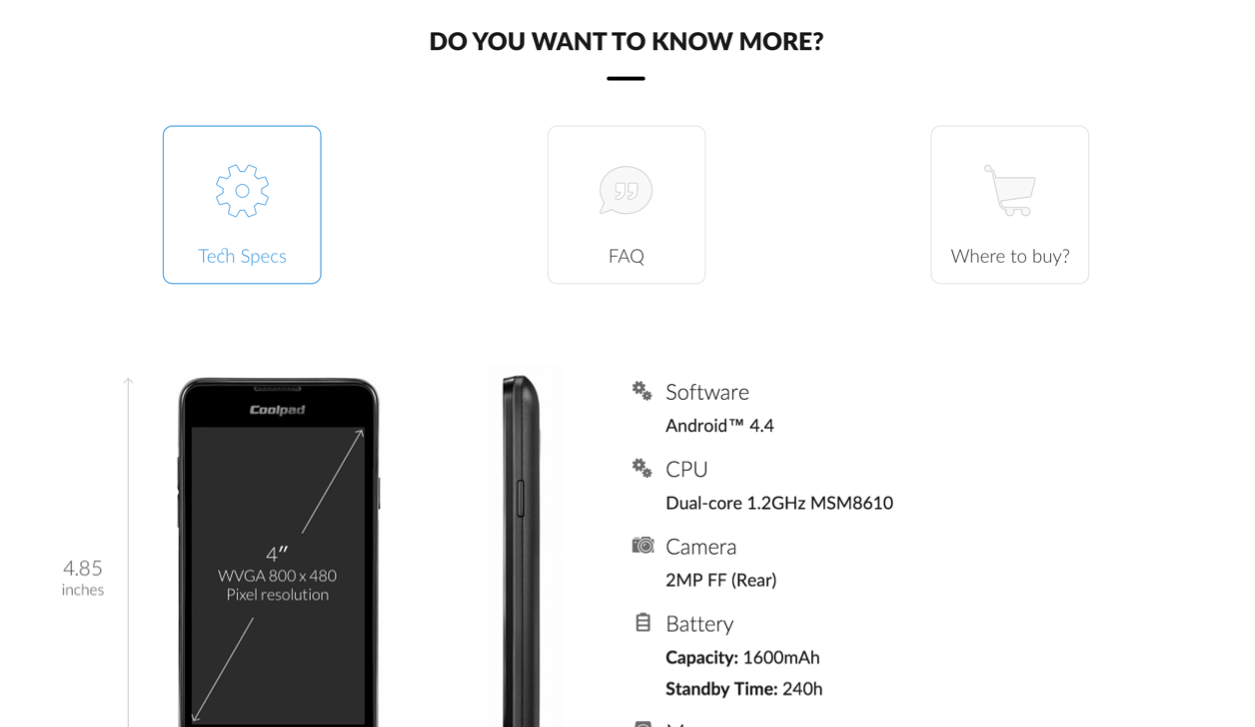 DO YOU WANT TO KNOW MORE?
Tech Specs
FAQ
Where to buy?
Coolpad
4″
WVGA 800 x 480
Pixel resolution
4.85
inches
Software
Android™ 4.4
CPU
Dual-core 1.2GHz MSM8610
Camera
2MP FF (Rear)
Battery
Capacity: 1600mAh
Standby Time: 240h